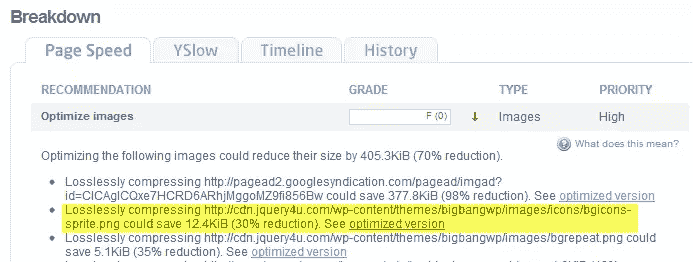 Breakdown
Page Speed YSlow Timeline History
RECOMMENDATION GRADE TYPE PRIORITY
Optimize images F (0) Images High
What does this mean?
Optimizing the following images could reduce their size by 405.3KiB (70% reduction).
Losslessly compressing http://pagead2.googlesyndication.com/pagead/imgad?
id=CICAgICQxe7HCRD6ARhjMggoMZ9fi856Bw could save 377.8KiB (98% reduction). See optimized version
Losslessly compressing http://cdn.jquery4u.com/wp-content/themes/bigbangwp/images/icons/bgicons-
sprite.png could save 12.4KiB (30% reduction). See optimized version
Losslessly compressing http://cdn.jquery4u.com/wp-content/themes/bigbangwp/images/bgrepeat.png could
save 5.1KiB (35% reduction). See optimized version